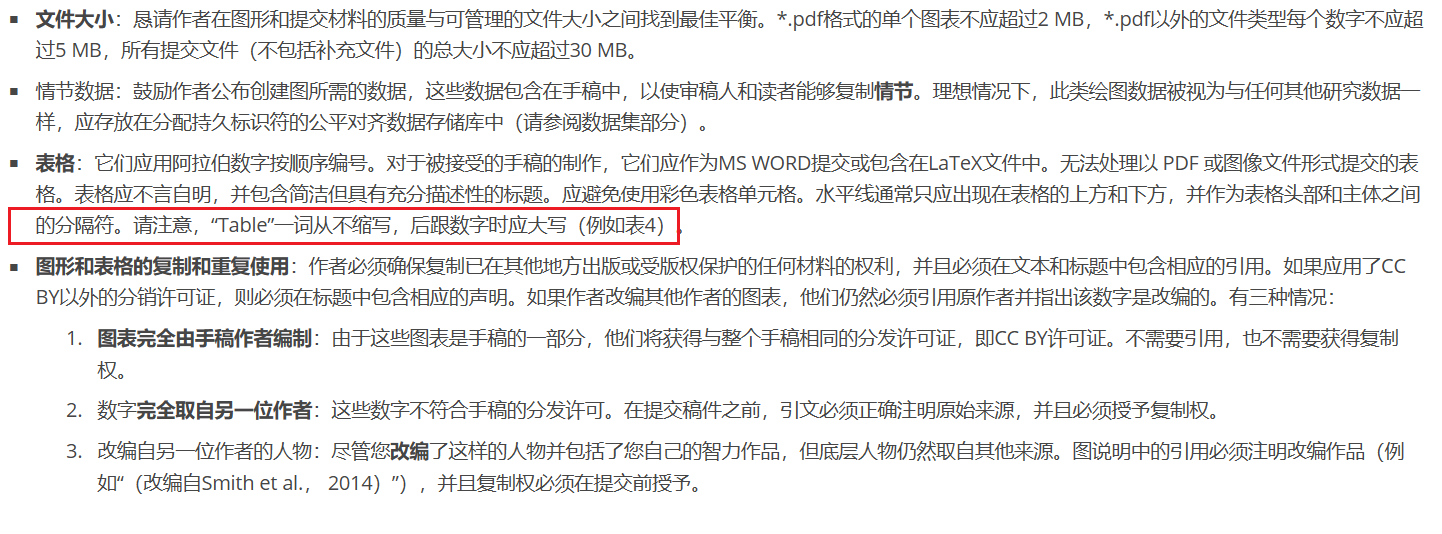 ▪ 文件大小：恳请作者在图形和提交材料的质量与可管理的文件大小之间找到最佳平衡。*.pdf格式的单个图表不应超过2 MB，*.pdf以外的文件类型每个数字不应超
过5 MB，所有提交文件（不包括补充文件）的总大小不应超过30 MB。
▪ 情节数据：鼓励作者公布创建图所需的数据，这些数据包含在手稿中，以使审稿人和读者能够复制情节。理想情况下，此类绘图数据被视为与任何其他研究数据一
样，应存放在分配持久标识符的公平对齐数据存储库中（请参阅数据集部分）。
▪ 表格：它们应用阿拉伯数字按顺序编号。对于被接受的手稿的制作，它们应作为MS WORD提交或包含在LaTeX文件中。无法处理以 PDF 或图像文件形式提交的表
格。表格应不言自明，并包含简洁但具有充分描述性的标题。应避免使用彩色表格单元格。水平线通常只应出现在表格的上方和下方，并作为表格头部和主体之间
的分隔符。请注意，“Table”一词从不缩写，后跟数字时应大写（例如表4）。
▪ 图形和表格的复制和重复使用：作者必须确保复制已在其他地方出版或受版权保护的任何材料的权利，并且必须在文本和标题中包含相应的引用。如果应用了CC
BY以外的分销许可证，则必须在标题中包含相应的声明。如果作者改编其他作者的图表，他们仍然必须引用原作者并指出该数字是改编的。有三种情况：
1. 图表完全由手稿作者编制：由于这些图表是手稿的一部分，他们将获得与整个手稿相同的分发许可证，即CC BY许可证。不需要引用，也不需要获得复制
权。
2. 数字完全取自另一位作者：这些数字不符合手稿的分发许可。在提交稿件之前，引文必须正确注明原始来源，并且必须授予复制权。
3. 改编自另一位作者的人物：尽管您改编了这样的人物并包括了您自己的智力作品，但底层人物仍然取自其他来源。图说明中的引用必须注明改编作品（例
如“（改编自Smith et al.， 2014）”），并且复制权必须在提交前授予。